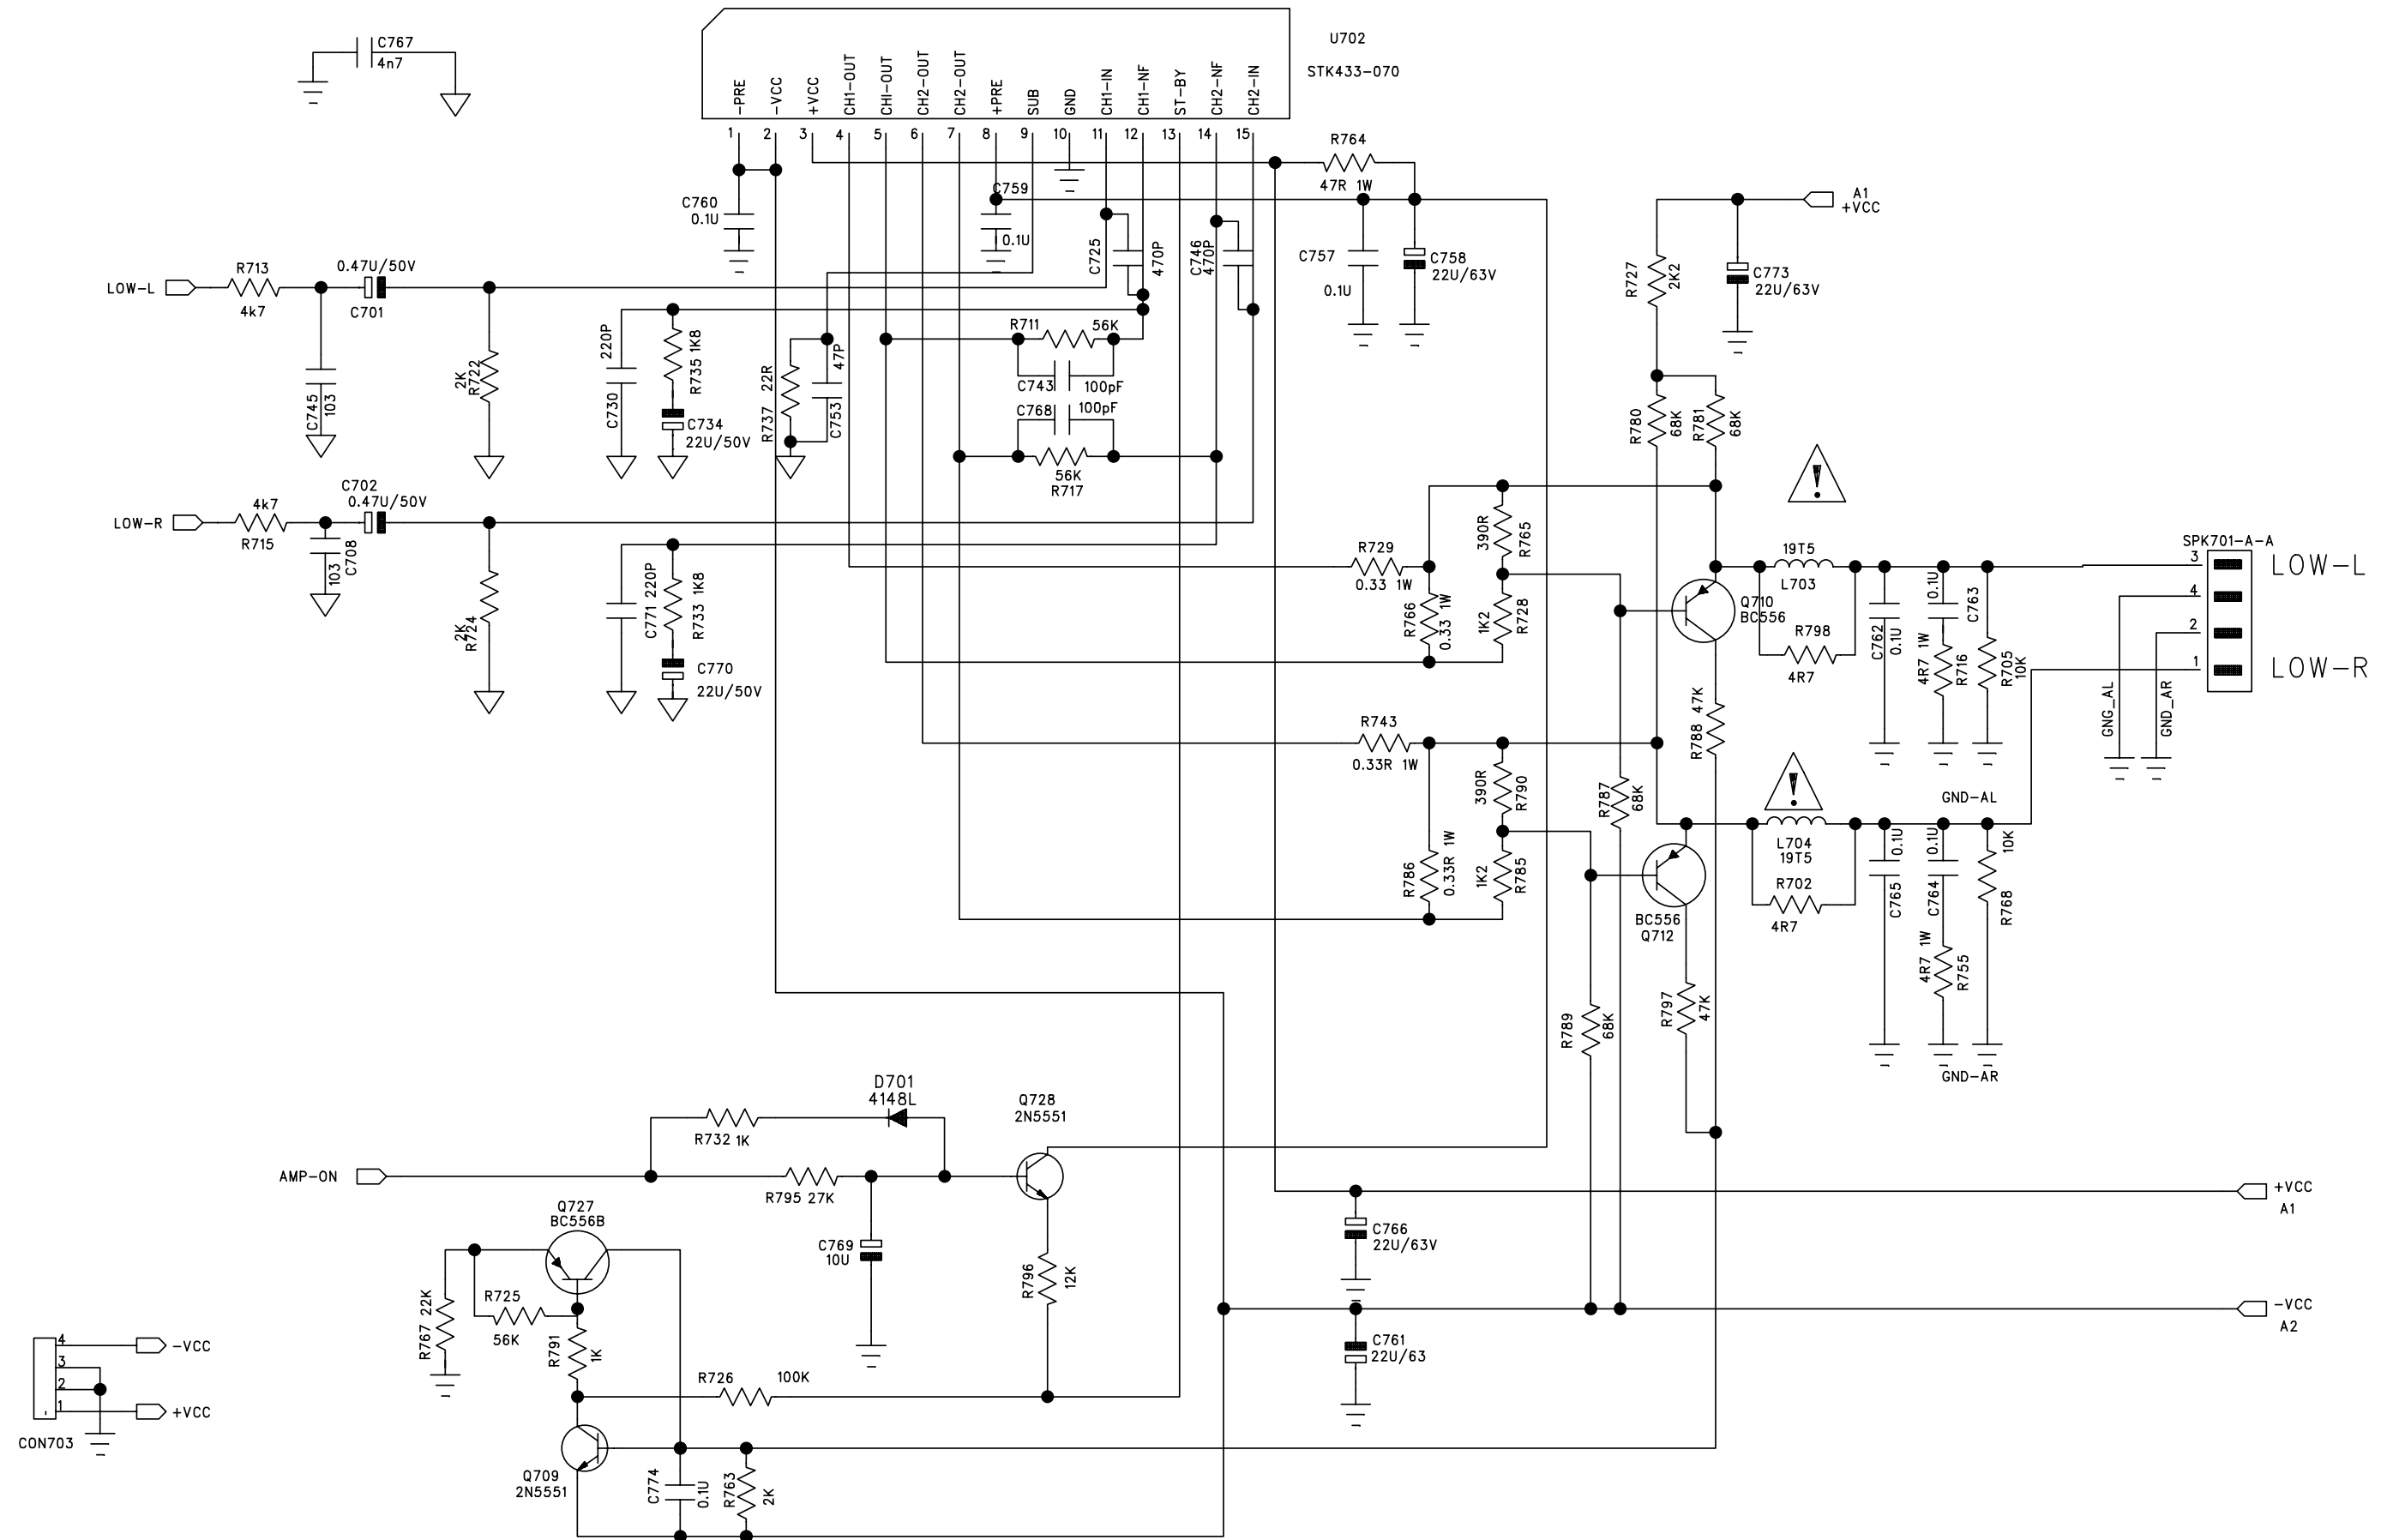 C767
4n7
U702
STK433-070
-PRE
-VCC
+VCC
CH1-OUT
CHI-OUT
CH2-OUT
CH2-OUT
+PRE
SUB
GND
CH1-IN
CH1-NF
ST-BY
CH2-NF
CH2-IN
1
2
3
4
5
6
7
8
9
10
11
12
13
14
15
R764
47R 1W
C760
0.1U
C759
0.1U
C725
470P
C746
470P
C757
0.1U
C758
22U/63V
A1
+VCC
R727
2K2
C773
22U/63V
LOW-L
R713
4k7
0.47U/50V
C701
C745
103
2K
R722
220P
C730
R735 1K8
C734
22U/50V
R737 22R
47P
C753
R711
56K
C743
100pF
C768
100pF
56K
R717
R780
68K
R781
68K
LOW-R
4k7
R715
C702
0.47U/50V
103
C708
2K
R724
C771 220P
R733 1K8
C770
22U/50V
R729
0.33 1W
R766
0.33 1W
390R
R765
1K2
R728
Q710
BC556
19T5
L703
R798
4R7
C762
0.1U
0.1U
C763
4R7 1W
R716
R705
10K
SPK701-A-A
3
4
2
1
LOW-L
LOW-R
GNG_AL
GND_AR
R788 47K
R743
0.33R 1W
R786
0.33R 1W
390R
R790
1K2
R785
R787
68K
GND-AL
L704
19T5
R702
4R7
BC556
Q712
0.1U
C765
0.1U
C764
10K
R768
4R7 1W
R755
R789
68K
R797
47K
GND-AR
D701
4148L
R732 1K
Q728
2N5551
AMP-ON
R795 27K
C769
10U
R796
12K
Q727
BC556B
R767 22K
R725
56K
R791
1K
R726
100K
C766
22U/63V
+VCC
A1
-VCC
A2
C761
22U/63
4
3
2
1
-VCC
+VCC
CON703
Q709
2N5551
C774
0.1U
R763
2K